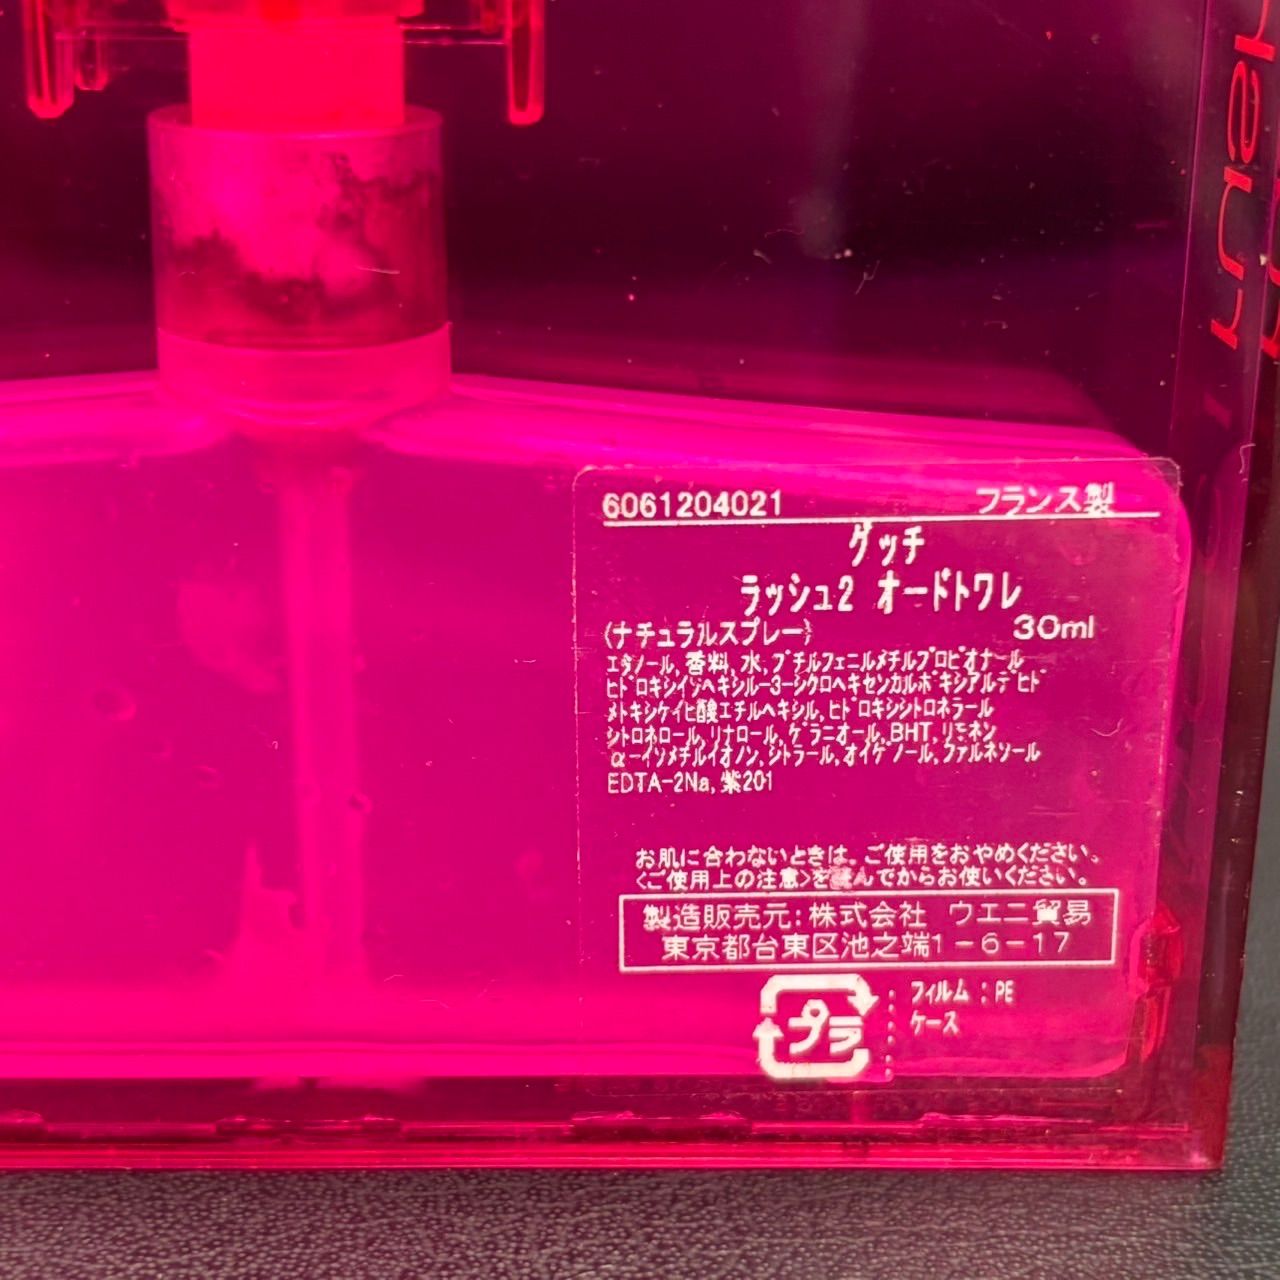 rush
6061204021 フランス製
グッチ
ラッシュ2 オードトワレ
(ナチュラルスプレー) 30ml
エタノール, 香料, 水, ブチルフェニルメチルプロピオナール
ヒドロキシイソヘキシル-3-シクロヘキセンカルボキシアルデヒド
メトキシケイヒ酸エチルヘキシル, ヒドロキシシトロネラール
シトロネロール, リナロール, ゲラニオール, BHT, リモネン
α-イソメチルイオノン, シトラール, オイゲノール, ファルネソール
EDTA-2Na, 紫201
お肌に合わないときは、ご使用をおやめください。
<ご使用上の注意>を読んでからお使いください。
製造販売元:株式会社 ウエニ貿易
東京都台東区池之端1-6-17
プラ
フィルム : PE
ケース